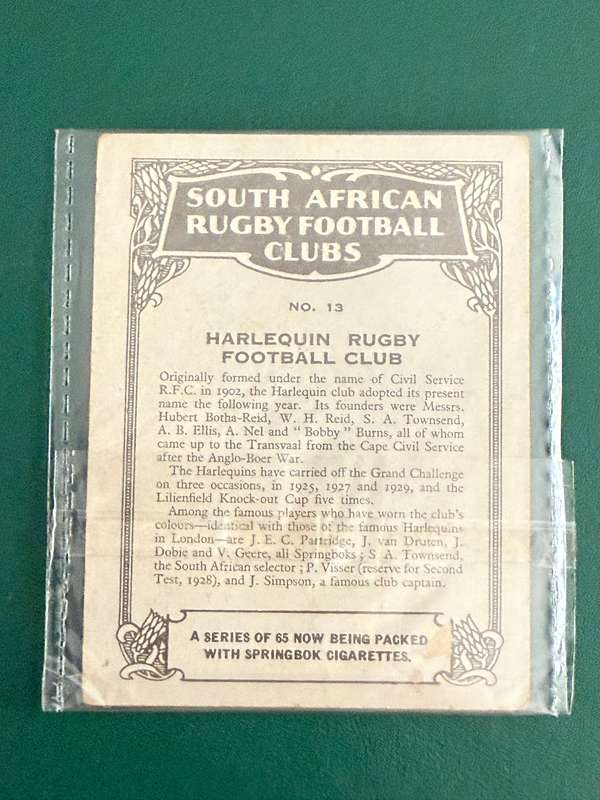 SOUTH AFRICAN
RUGBY FOOTBALL
CLUBS
NO. 13
HARLEQUIN RUGBY
FOOTBALL CLUB
Originally formed under the name of Civil Service
R.F.C. in 1902, the Harlequin club adopted its present
name the following year. Its founders were Messrs.
Hubert Botha-Reid, W. H. Reid, S. A. Townsend,
A. B. Ellis, A. Nel and "Bobby" Burns, all of whom
came up to the Transvaal from the Cape Civil Service
after the Anglo-Boer War.
The Harlequins have carried off the Grand Challenge
on three occasions, in 1925, 1927 and 1929, and the
Lilienfield Knock-out Cup five times.
Among the famous players who have worn the club's
colours—identical with those of the famous Harlequins
in London—are J. E. C. Partridge, J. van Druten, J.
Dobie and V. Geere, all Springboks; S A. Townsend,
the South African selector; P. Visser (reserve for Second
Test, 1928), and J. Simpson, a famous club captain.
A SERIES OF 65 NOW BEING PACKED
WITH SPRINGBOK CIGARETTES.